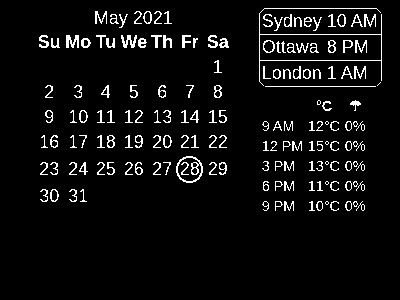 May 2021
Su Mo Tu We Th Fr Sa
1
2 3 4 5 6 7 8
9 10 11 12 13 14 15
16 17 18 19 20 21 22
23 24 25 26 27 28 29
30 31
Sydney 10 AM
Ottawa 8 PM
London 1 AM
°C ☂
9 AM 12°C 0%
12 PM 15°C 0%
3 PM 13°C 0%
6 PM 11°C 0%
9 PM 10°C 0%